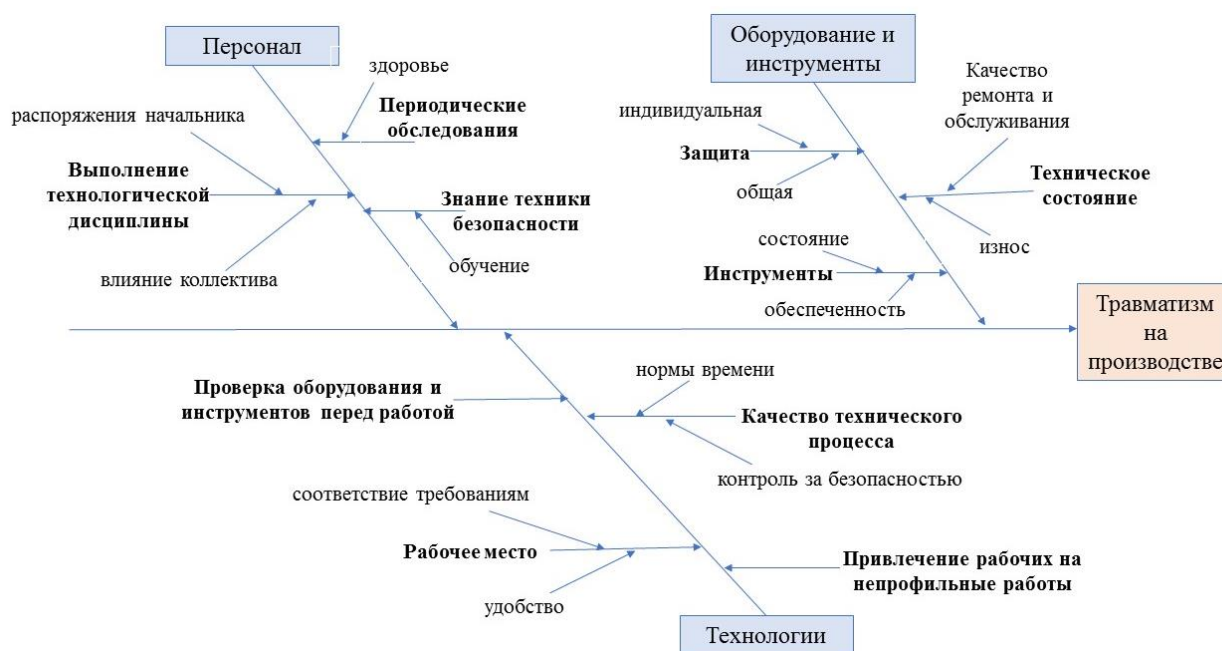 Персонал
здоровье
Периодические
обследования
распоряжения начальника
Выполнение
технологической
дисциплины
Знание техники
безопасности
обучение
влияние коллектива
Оборудование и
инструменты
Качество
ремонта и
обслуживания
индивидуальная
Защита
общая
Техническое
состояние
износ
состояние
Инструменты
обеспеченность
Травматизм
на
производстве
Проверка оборудования и
инструментов перед работой
нормы времени
Качество технического
процесса
контроль за безопасностью
соответствие требованиям
Рабочее место
удобство
Привлечение рабочих на
непрофильные работы
Технологии